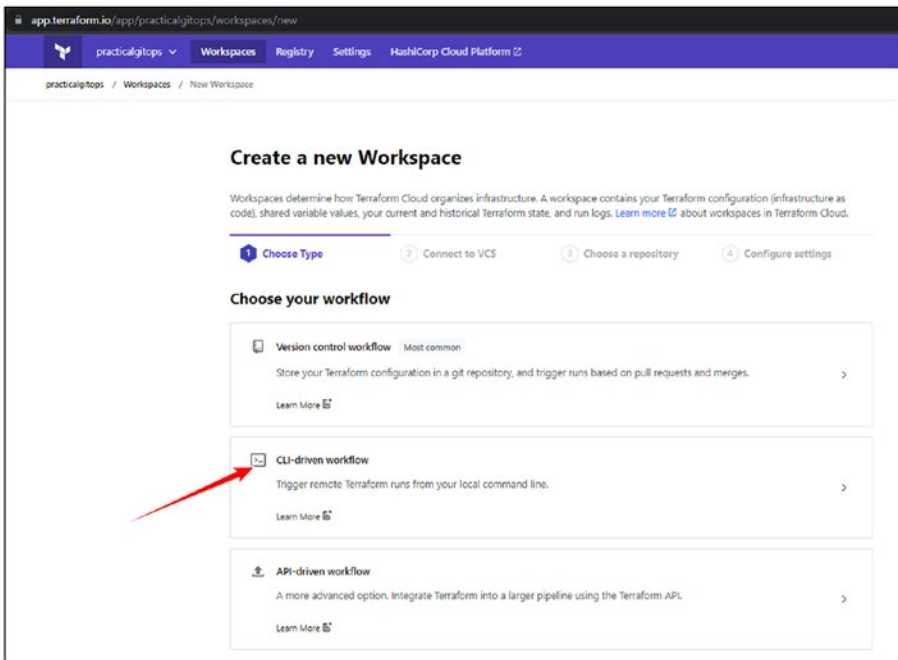 app.terraform.io/app/practicalgitops/workspaces/new
practicalgitops Workspaces Registry Settings HashiCorp Cloud Platform
practicalgitops / Workspaces / New Workspace
Create a new Workspace
Workspaces determine how Terraform Cloud organizes infrastructure. A workspace contains your Terraform configuration (infrastructure as
code), shared variable values, your current and historical Terraform state, and run logs. Learn more about workspaces in Terraform Cloud.
1 Choose Type 2 Connect to VCS 3 Choose a repository 4 Configure settings
Choose your workflow
Version control workflow Most common
Store your Terraform configuration in a git repository, and trigger runs based on pull requests and merges.
Learn More
CLI-driven workflow
Trigger remote Terraform runs from your local command line.
Learn More
API-driven workflow
A more advanced option. Integrate Terraform into a larger pipeline using the Terraform API.
Learn More